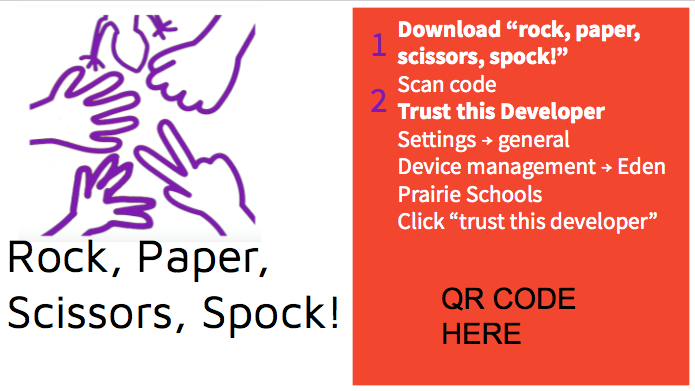 Rock, Paper,
Scissors, Spock!
1 Download “rock, paper,
scissors, spock!”
Scan code
2 Trust this Developer
Settings → general
Device management → Eden
Prairie Schools
Click “trust this developer”
QR CODE
HERE